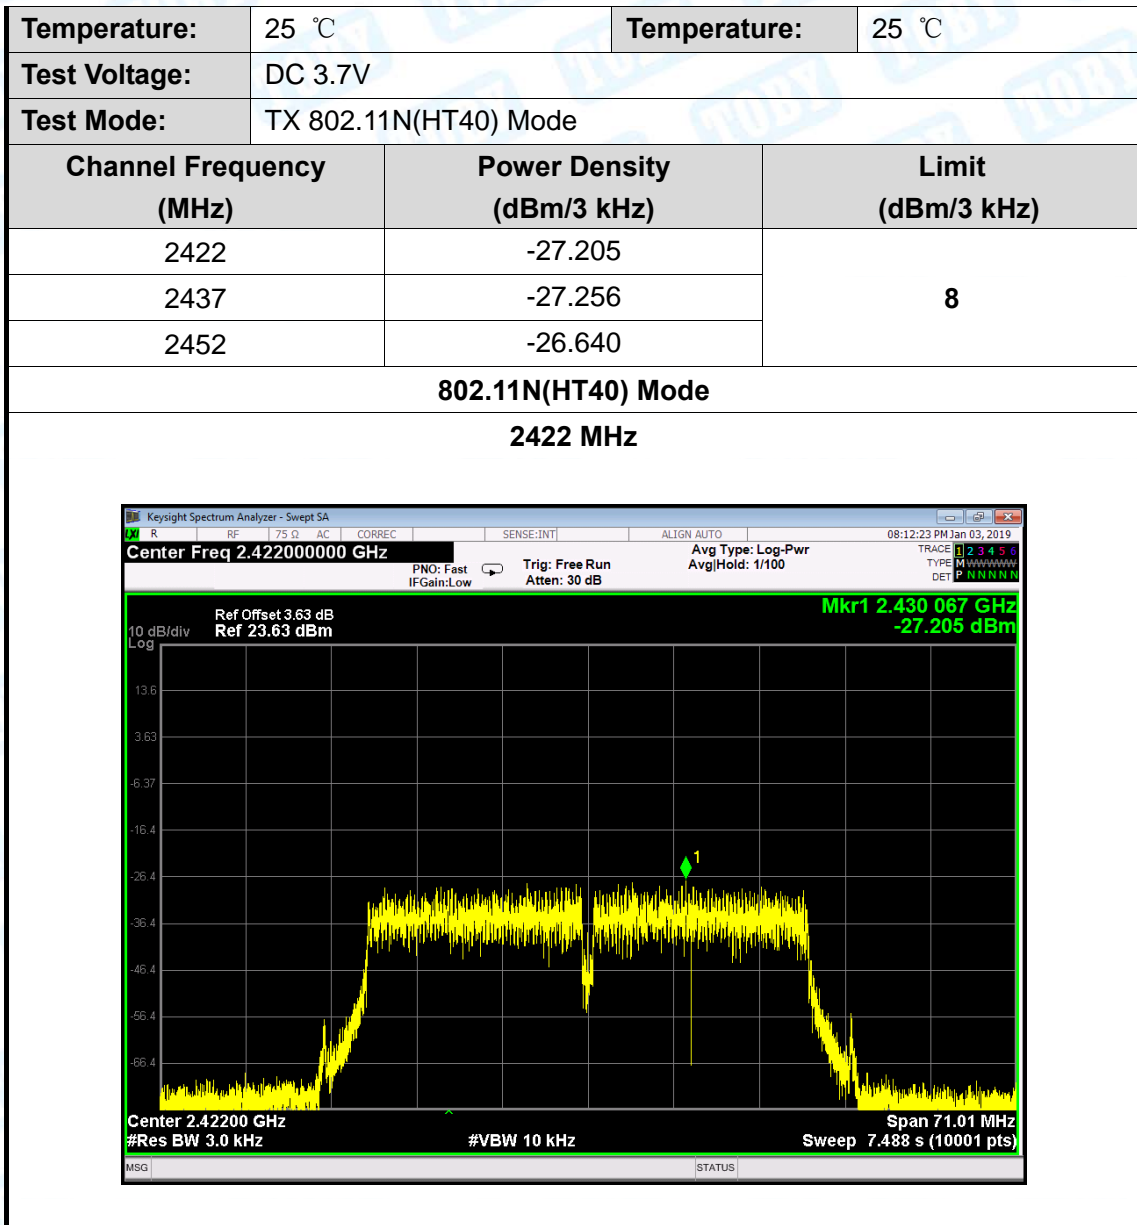 Temperature: 25 ℃ Temperature: 25 ℃
Test Voltage: DC 3.7V
Test Mode: TX 802.11N(HT40) Mode
Channel Frequency (MHz) Power Density (dBm/3 kHz) Limit (dBm/3 kHz)
2422 -27.205 8
2437 -27.256
2452 -26.640
802.11N(HT40) Mode
2422 MHz
Keysight Spectrum Analyzer - Swept SA
LXI R RF 75 Ω AC CORREC SENSE:INT ALIGN AUTO 08:12:23 PM Jan 03, 2019
Center Freq 2.422000000 GHz
PNO: Fast
IFGain:Low
Trig: Free Run
Atten: 30 dB
Avg Type: Log-Pwr
Avg|Hold: 1/100
TRACE 1 2 3 4 5 6
TYPE M W W W W W
DET P N N N N N
Mkr1 2.430 067 GHz
-27.205 dBm
Ref Offset 3.63 dB
10 dB/div Ref 23.63 dBm
Log
13.6
3.63
-6.37
-16.4
1
-26.4
-36.4
-46.4
-56.4
-66.4
Center 2.42200 GHz Span 71.01 MHz
#Res BW 3.0 kHz #VBW 10 kHz Sweep 7.488 s (10001 pts)
MSG STATUS
TOBY